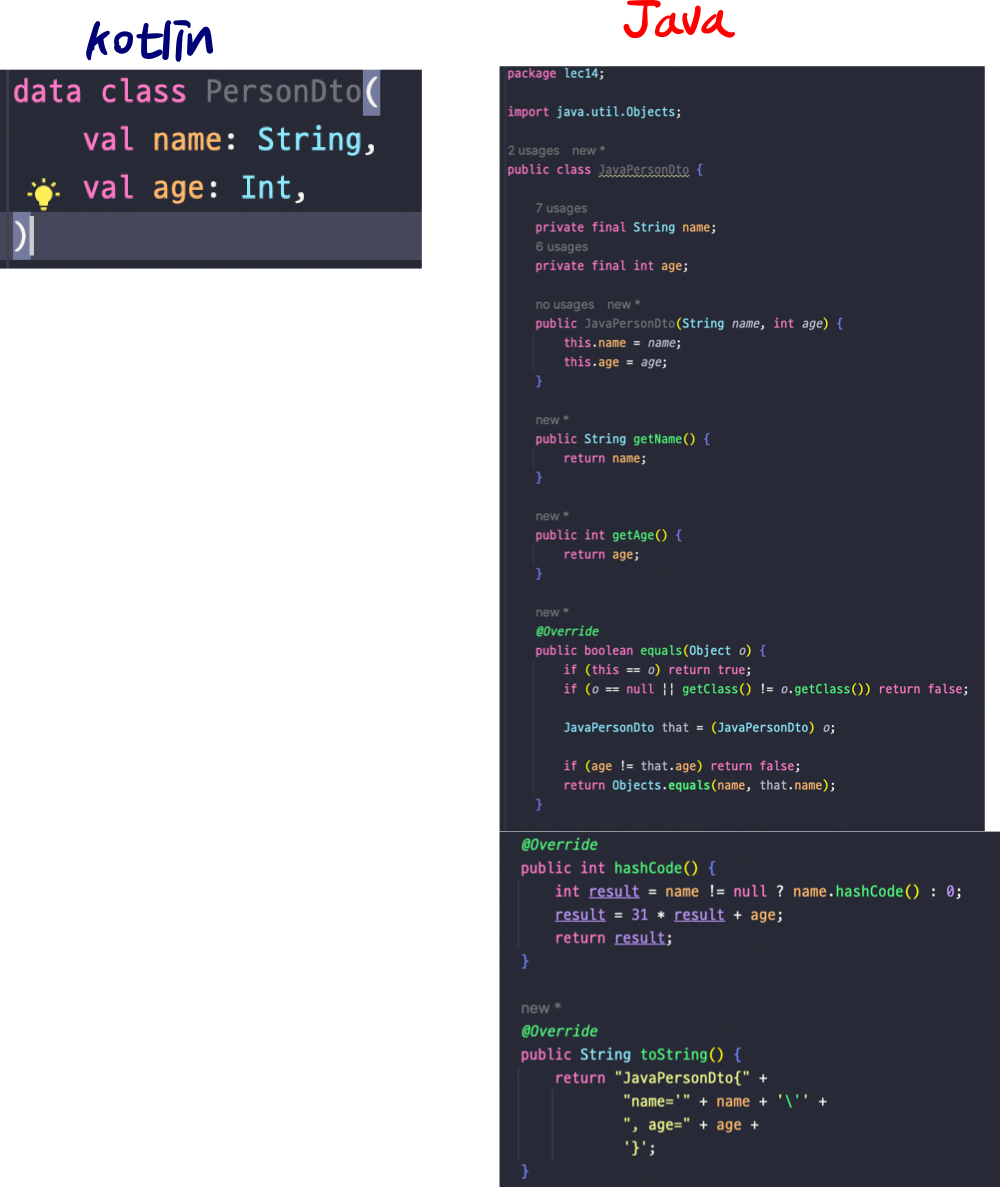 kotlin
data class PersonDto(
    val name: String,
    val age: Int,
)
Java
package lec14;
import java.util.Objects;
2 usages new *
public class JavaPersonDto {
    7 usages
    private final String name;
    6 usages
    private final int age;
    no usages new *
    public JavaPersonDto(String name, int age) {
        this.name = name;
        this.age = age;
    }
    new *
    public String getName() {
        return name;
    }
    new *
    public int getAge() {
        return age;
    }
    new *
    @Override
    public boolean equals(Object o) {
        if (this == o) return true;
        if (o == null || getClass() != o.getClass()) return false;
        JavaPersonDto that = (JavaPersonDto) o;
        if (age != that.age) return false;
        return Objects.equals(name, that.name);
    }
    @Override
    public int hashCode() {
        int result = name != null ? name.hashCode() : 0;
        result = 31 * result + age;
        return result;
    }
    new *
    @Override
    public String toString() {
        return "JavaPersonDto{" +
                "name='" + name + '\'' +
                ", age=" + age +
                '}';
    }